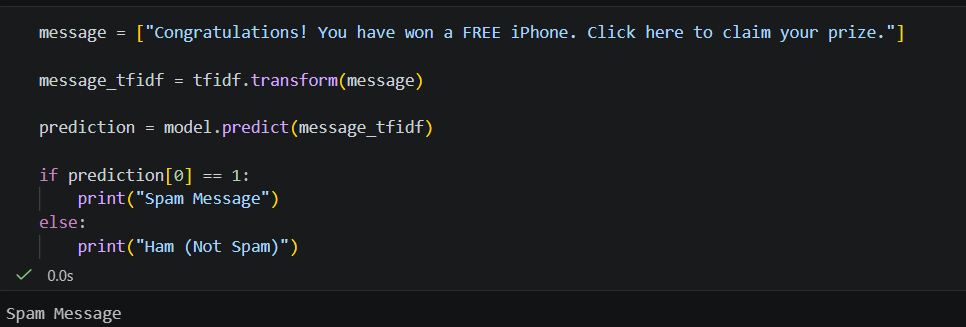 message = ["Congratulations! You have won a FREE iPhone. Click here to claim your prize."]
message_tfidf = tfidf.transform(message)
prediction = model.predict(message_tfidf)
if prediction[0] == 1:
    print("Spam Message")
else:
    print("Ham (Not Spam)")
0.0s
Spam Message